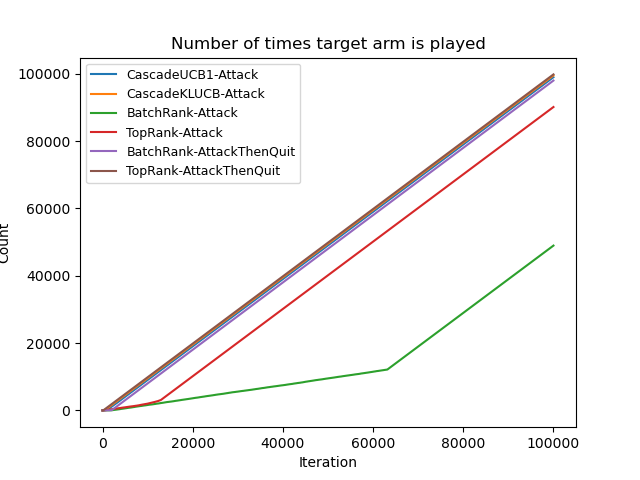 Number of times target arm is played
100000
80000
60000
40000
20000
0
Count
CascadeUCB1-Attack
CascadeKLUCB-Attack
BatchRank-Attack
TopRank-Attack
BatchRank-AttackThenQuit
TopRank-AttackThenQuit
0 20000 40000 60000 80000 100000
Iteration